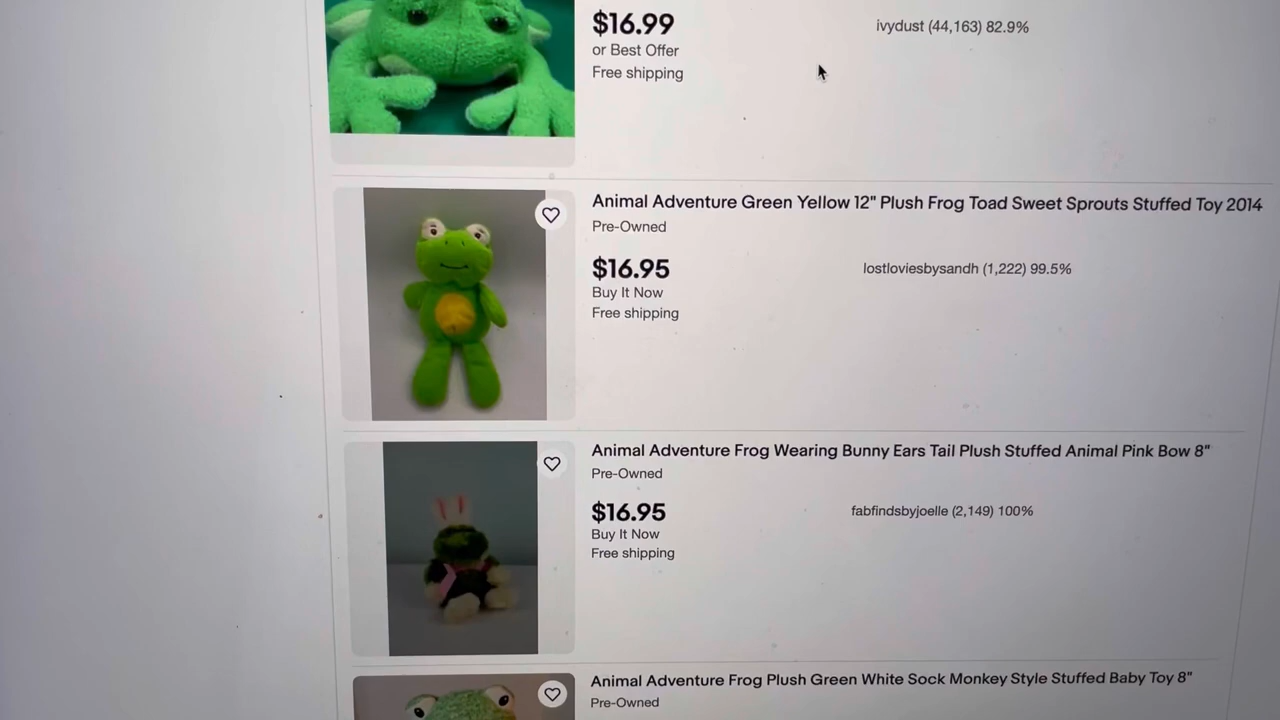 $16.99
ivydust (44,163) 82.9%
or Best Offer
Free shipping
Animal Adventure Green Yellow 12" Plush Frog Toad Sweet Sprouts Stuffed Toy 2014
Pre-Owned
$16.95
lostloviesbysandh (1,222) 99.5%
Buy It Now
Free shipping
Animal Adventure Frog Wearing Bunny Ears Tail Plush Stuffed Animal Pink Bow 8"
Pre-Owned
$16.95
fabfindsbyjoelle (2,149) 100%
Buy It Now
Free shipping
Animal Adventure Frog Plush Green White Sock Monkey Style Stuffed Baby Toy 8"
Pre-Owned